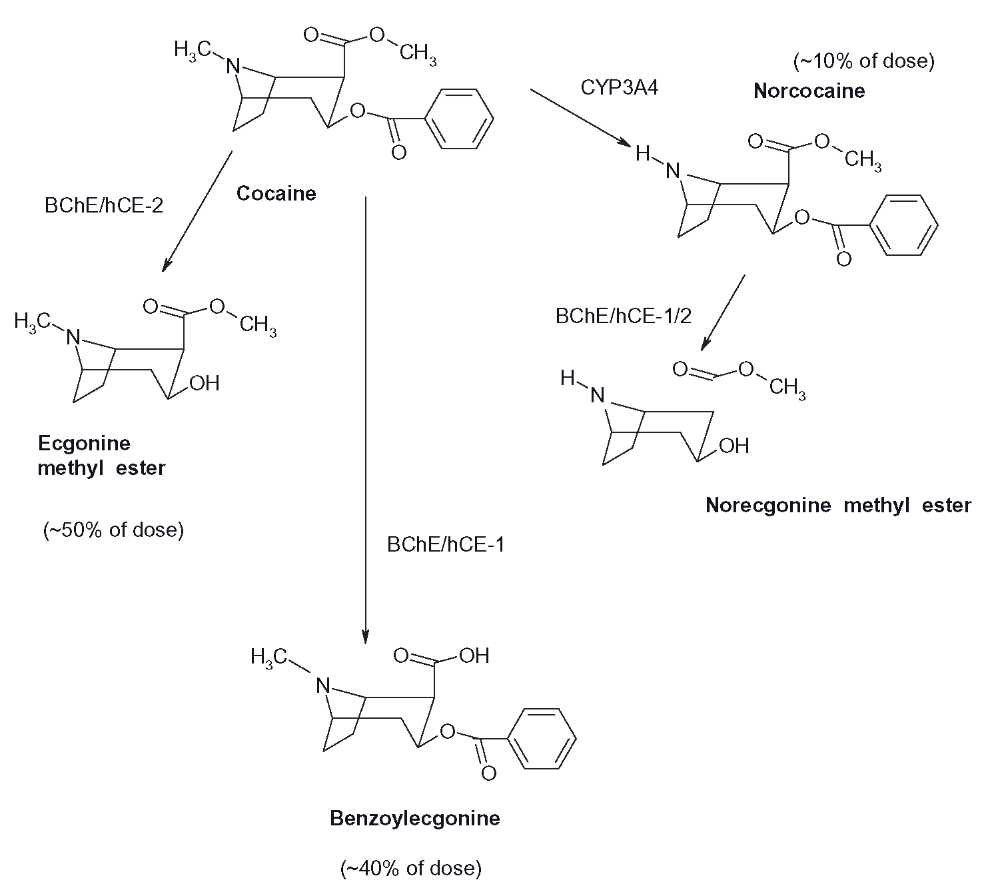 O
O
CH3
H3C
N
O
O
Cocaine
CYP3A4
(~10% of dose)
Norcocaine
H
N
O
O
CH3
O
O
BChE/hCE-2
H3C
N
O
O
CH3
OH
Ecgonine
methyl ester
(~50% of dose)
BChE/hCE-1/2
H
N
O
O
CH3
OH
Norecgonine methyl ester
BChE/hCE-1
H3C
N
O
OH
O
O
Benzoylecgonine
(~40% of dose)